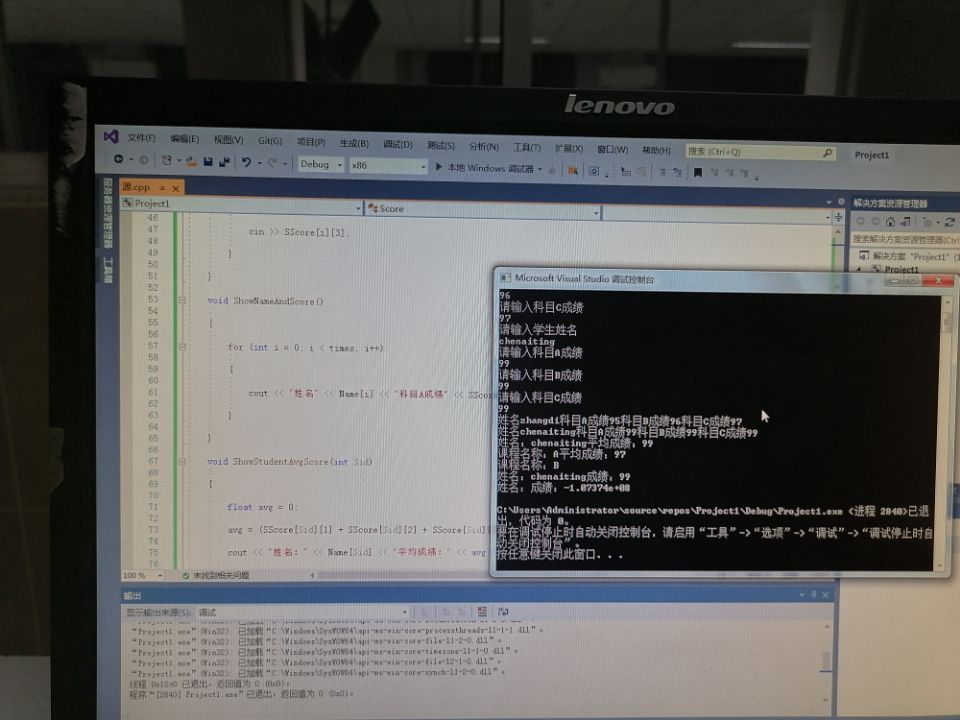 lenovo
文件(F) 编辑(E) 视图(V) Git(G) 项目(P) 生成(B) 调试(D) 测试(S) 分析(N) 工具(T) 扩展(X) 窗口(W) 帮助(H) 搜索 (Ctrl+Q) Project1
Debug x86 本地 Windows 调试器
服务器资源管理器 工具箱
源.cpp
Project1 Score
46
47 cin >> SScore[i][3];
48
49 }
50
51 }
52
53 void ShowNameAndScore()
54
55 {
56
57 for (int i = 0; i < times; i++)
58
59 {
60
61 cout << "姓名" << Name[i] << "科目A成绩" <<
62
63 }
64
65 }
66
67 void ShowStudentAvgScore(int Sid)
68
69 {
70
71 float avg = 0;
72
73 avg = (SScore[Sid][1] + SScore[Sid][2] + SScore[Sid]
74
75 cout << "姓名：" << Name[Sid] << "平均成绩：" << avg
76
100 % 未找到相关问题
解决方案资源管理器
搜索解决方案资源管理器(Ctrl
解决方案 "Project1" (1
Project1
Microsoft Visual Studio 调试控制台
96
请输入科目C成绩
97
请输入学生姓名
chenaiting
请输入科目A成绩
99
请输入科目B成绩
99
请输入科目C成绩
99
姓名zhangdi科目A成绩95科目B成绩96科目C成绩97
姓名chenaiting科目A成绩99科目B成绩99科目C成绩99
姓名：chenaiting平均成绩：99
课程名称：A平均成绩：97
课程名称：B
姓名：chenaiting成绩：99
姓名：成绩：-1.07374e+08
C:\Users\Administrator\source\repos\Project1\Debug\Project1.exe (进程 2840)已退
出，代码为 0。
要在调试停止时自动关闭控制台，请启用“工具”->“选项”->“调试”->“调试停止时自
动关闭控制台”。
按任意键关闭此窗口. . .
输出
显示输出来源(S): 调试
“Project1.exe”(Win32): 已加载“C:\Windows\SysWOW64\api-ms-win-core-processthreads-l1-1-1.dll”。
“Project1.exe”(Win32): 已加载“C:\Windows\SysWOW64\api-ms-win-core-file-l1-2-0.dll”。
“Project1.exe”(Win32): 已加载“C:\Windows\SysWOW64\api-ms-win-core-timezone-l1-1-0.dll”。
“Project1.exe”(Win32): 已加载“C:\Windows\SysWOW64\api-ms-win-core-file-l2-1-0.dll”。
“Project1.exe”(Win32): 已加载“C:\Windows\SysWOW64\api-ms-win-core-synch-l1-2-0.dll”。
线程 已退出，返回值为 0 (0x0)。
程序“[2840] Project1.exe”已退出，返回值为 0 (0x0)。